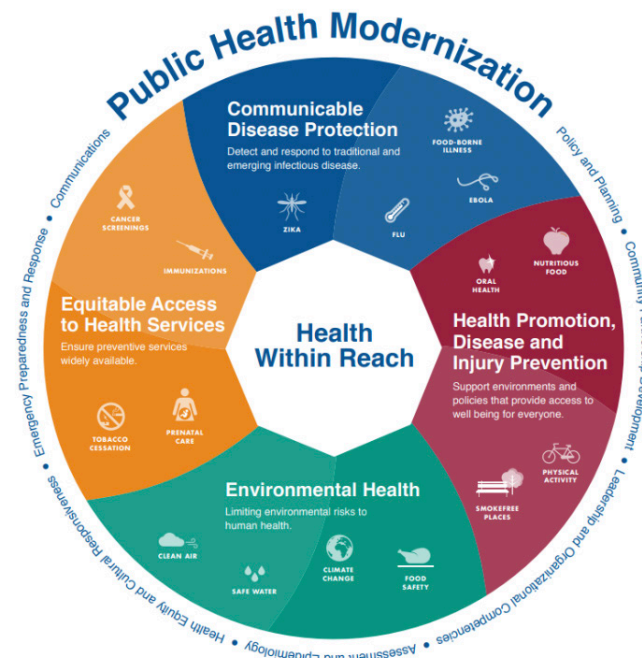 Public Health Modernization
Communicable
Disease Protection
Detect and respond to traditional and
emerging infectious disease.
ZIKA
FLU
FOOD-BORNE
ILLNESS
EBOLA
ORAL
HEALTH
NUTRITIOUS
FOOD
Health Promotion,
Disease and
Injury Prevention
Support environments and
policies that provide access to
well being for everyone.
PHYSICAL
ACTIVITY
SMOKEFREE
PLACES
Environmental Health
Limiting environmental risks to
human health.
CLEAN AIR
SAFE WATER
CLIMATE
CHANGE
FOOD
SAFETY
Equitable Access
to Health Services
Ensure preventive services
widely available.
CANCER
SCREENINGS
IMMUNIZATIONS
TOBACCO
CESSATION
PRENATAL
CARE
Health
Within Reach
Policy and Planning • Community Development • Leadership and Organizational Competencies • Assessment and Epidemiology • Health Equity and Cultural Responsiveness • Emergency Preparedness and Response • Communications